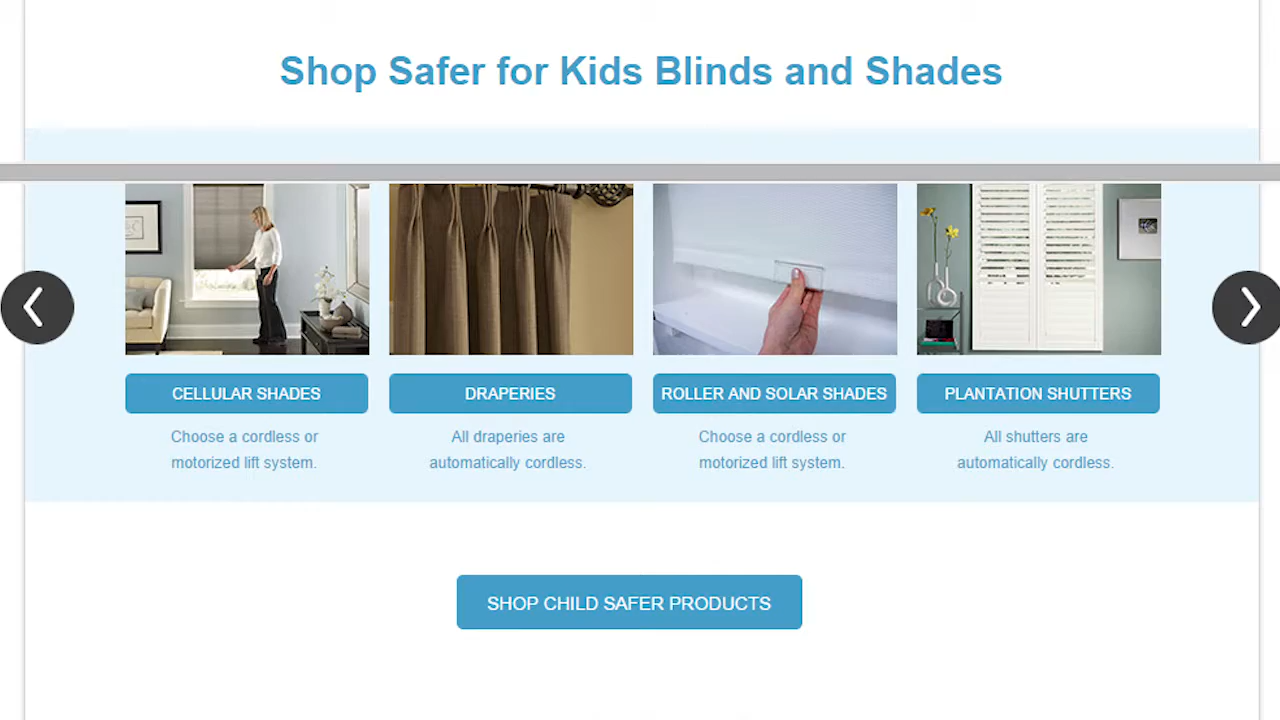 Shop Safer for Kids Blinds and Shades
CELLULAR SHADES
Choose a cordless or
motorized lift system.
DRAPERIES
All draperies are
automatically cordless.
ROLLER AND SOLAR SHADES
Choose a cordless or
motorized lift system.
PLANTATION SHUTTERS
All shutters are
automatically cordless.
SHOP CHILD SAFER PRODUCTS